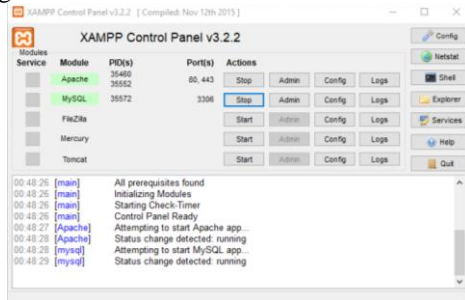 XAMPP Control Panel v3.2.2 [ Compiled: Nov 12th 2015 ]
XAMPP Control Panel v3.2.2
Config
Modules
Service Module PID(s) Port(s) Actions
Netstat
Apache 35460 35552 80, 443 Stop Admin Config Logs
Shell
MySQL 35572 3306 Stop Admin Config Logs
Explorer
FileZilla Start Admin Config Logs
Services
Mercury Start Admin Config Logs
Help
Tomcat Start Admin Config Logs
Quit
00:48:26 [main] All prerequisites found
00:48:26 [main] Initializing Modules
00:48:26 [main] Starting Check-Timer
00:48:26 [main] Control Panel Ready
00:48:27 [Apache] Attempting to start Apache app...
00:48:28 [Apache] Status change detected: running
00:48:28 [mysql] Attempting to start MySQL app...
00:48:29 [mysql] Status change detected: running